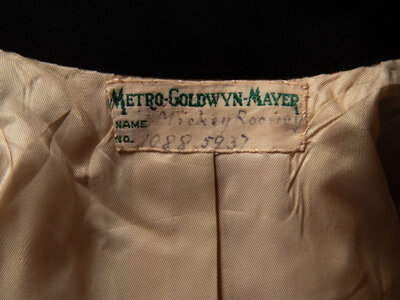 METRO-GOLDWYN-MAYER
NAME Mickey Rooney
NO. 1088 5937